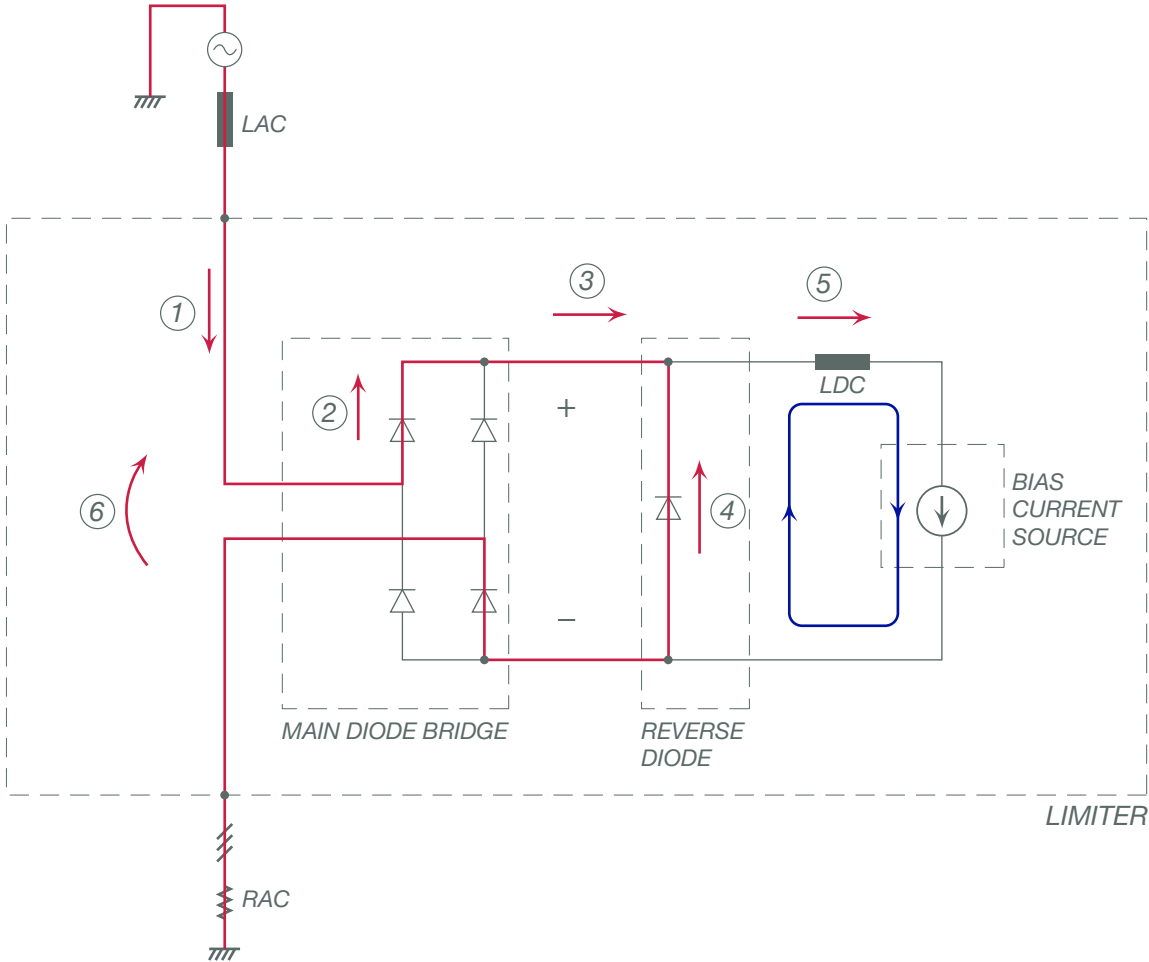 LAC
1
3
5
2
+
LDC
6
4
BIAS
CURRENT
SOURCE
–
MAIN DIODE BRIDGE
REVERSE
DIODE
LIMITER
RAC